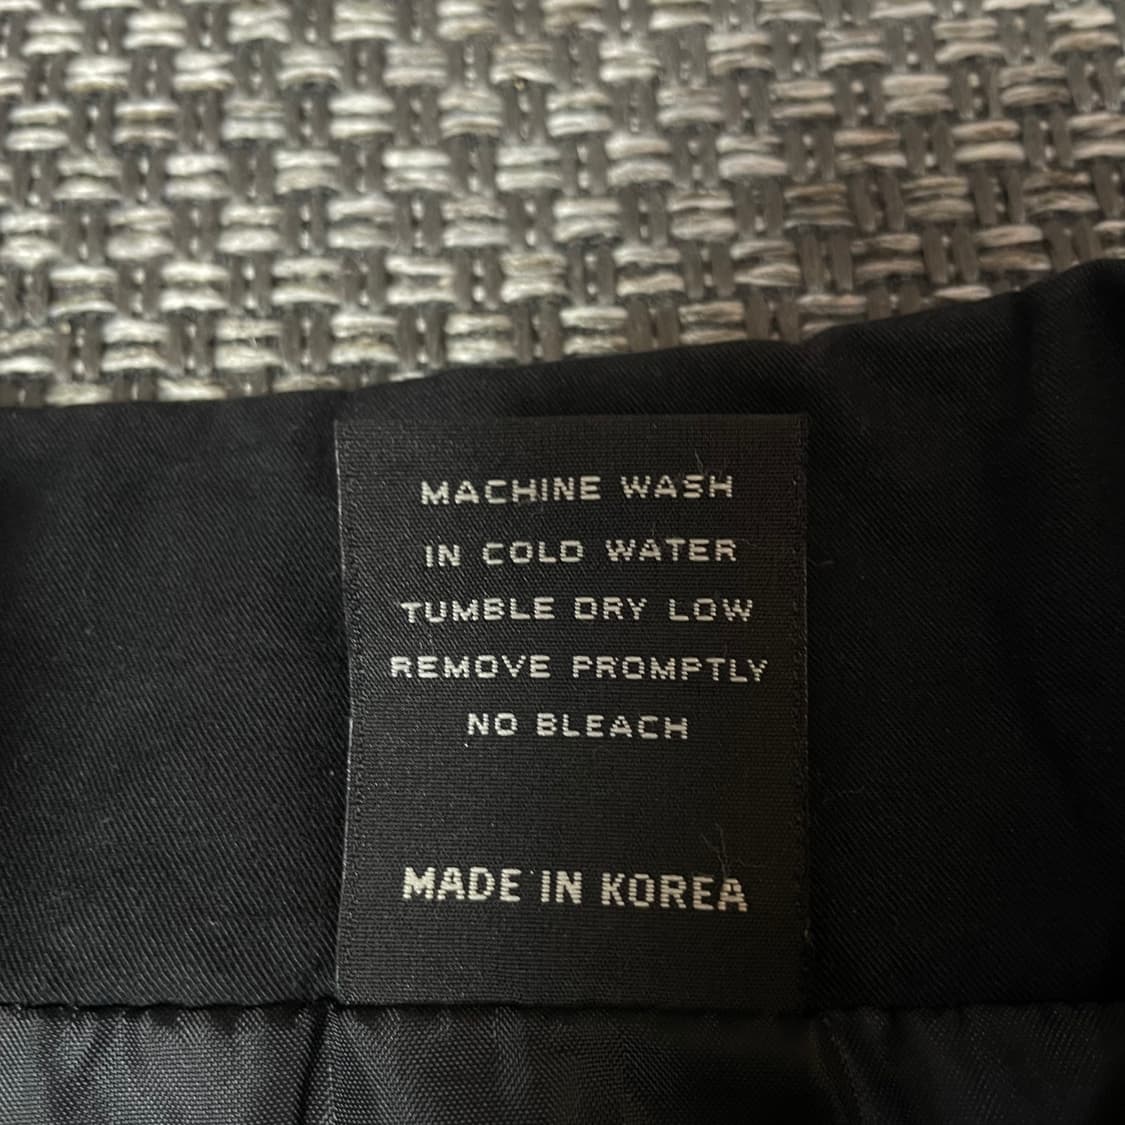 MACHINE WASH
IN COLD WATER
TUMBLE DRY LOW
REMOVE PROMPTLY
NO BLEACH
MADE IN KOREA